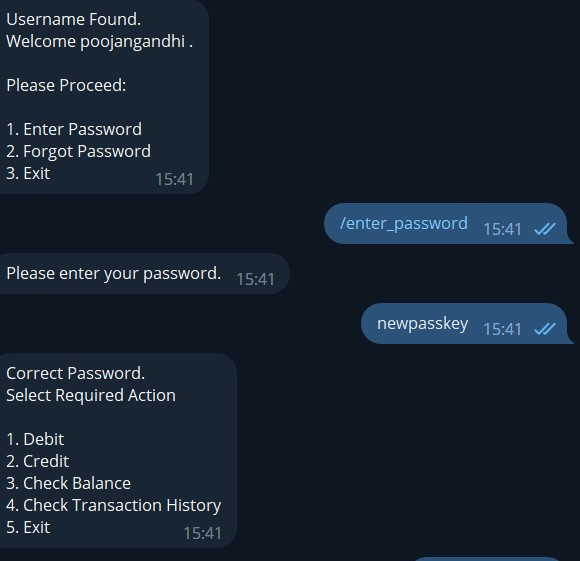 Username Found.
Welcome poojangandhi .
Please Proceed:
1. Enter Password
2. Forgot Password
3. Exit
15:41
/enter_password 15:41
Please enter your password. 15:41
newpasskey 15:41
Correct Password.
Select Required Action
1. Debit
2. Credit
3. Check Balance
4. Check Transaction History
5. Exit
15:41